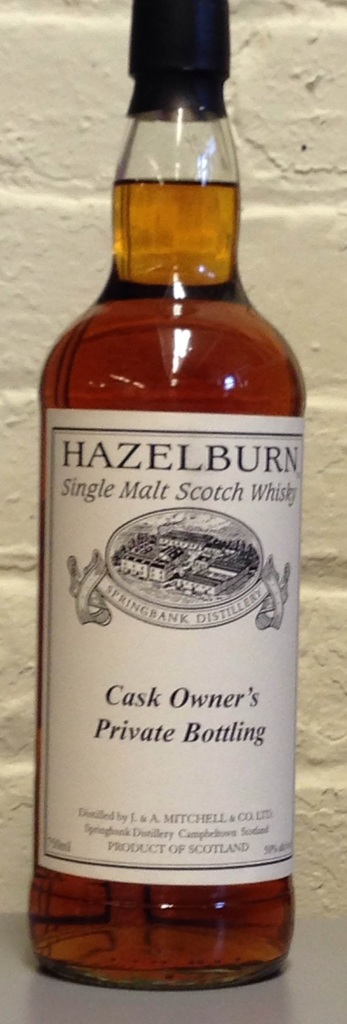 HAZELBURN
Single Malt Scotch Whisky
SPRINGBANK DISTILLERY
Cask Owner's
Private Bottling
Distilled by J. & A. MITCHELL & CO. LTD.
Springbank Distillery Campbeltown Scotland
PRODUCT OF SCOTLAND
750ml